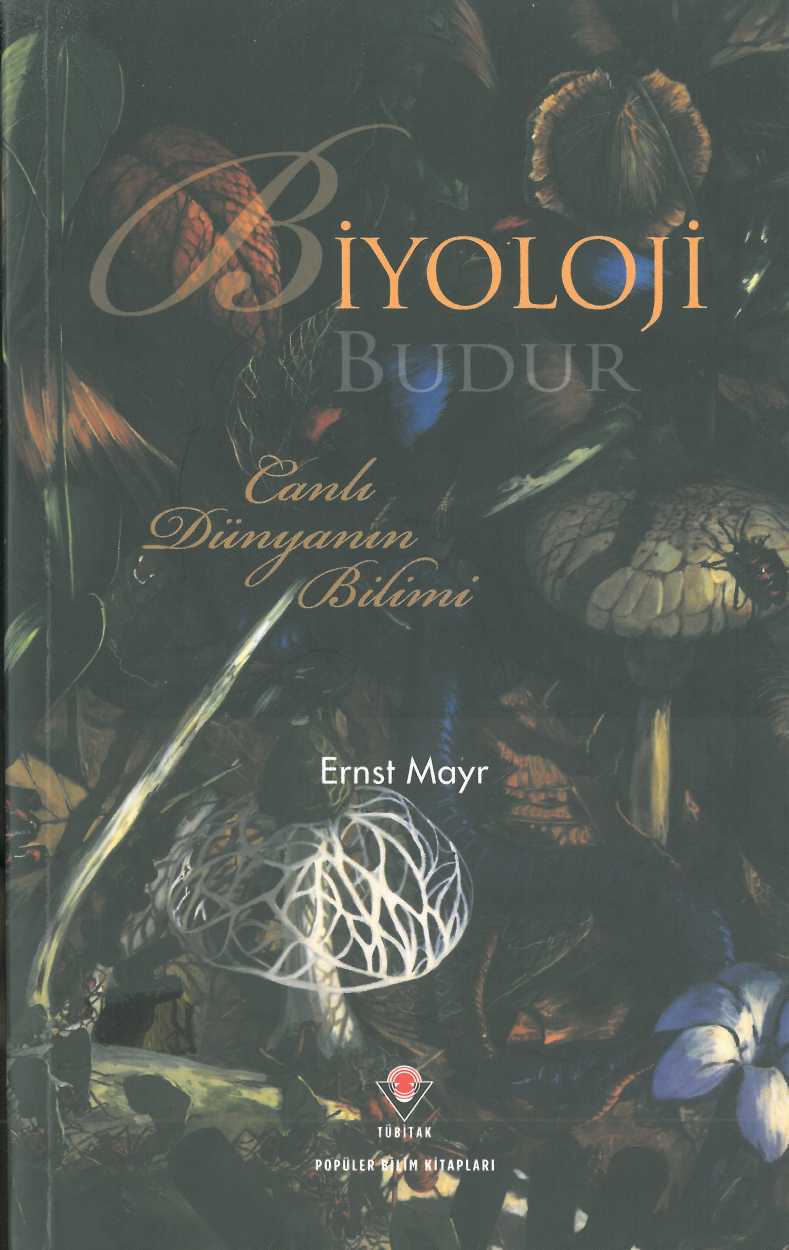 BİYOLOJİ
BUDUR
Canlı
Dünyanın
Bilimi
Ernst Mayr
TÜBİTAK
POPÜLER BİLİM KİTAPLARI